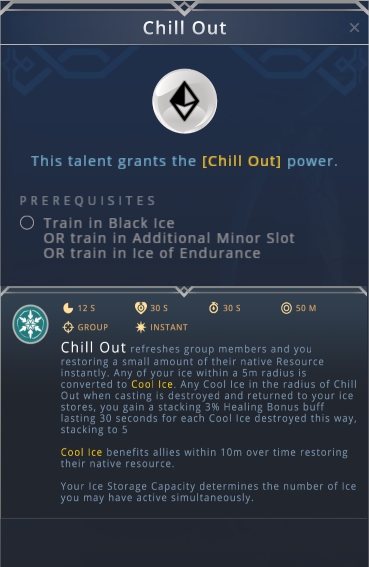 Chill Out
This talent grants the [Chill Out] power.
PREREQUISITES
Train in Black Ice
OR train in Additional Minor Slot
OR train in Ice of Endurance
12 S 30 S 30 S 50 M
GROUP INSTANT
Chill Out refreshes group members and you
restoring a small amount of their native Resource
instantly. Any of your ice within a 5m radius is
converted to Cool Ice. Any Cool Ice in the radius of Chill
Out when casting is destroyed and returned to your ice
stores, you gain a stacking 3% Healing Bonus buff
lasting 30 seconds for each Cool Ice destroyed this way,
stacking to 5
Cool Ice benefits allies within 10m over time restoring
their native resource.
Your Ice Storage Capacity determines the number of Ice
you may have active simultaneously.